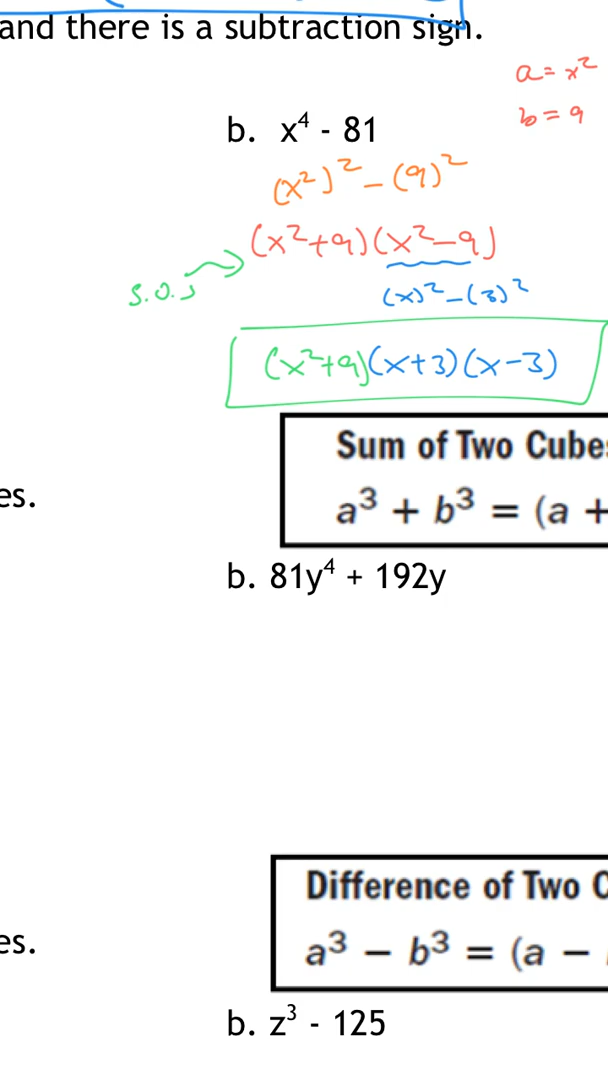 and there is a subtraction sign.
a = x²
b. x⁴ - 81
b = 9
(x²)² - (9)²
(x²+9)(x²-9)
S.O.S
(x)² - (3)²
(x²+9)(x+3)(x-3)
Sum of Two Cube
es.
a³ + b³ = (a +
b. 81y⁴ + 192y
Difference of Two C
es.
a³ − b³ = (a −
b. z³ - 125